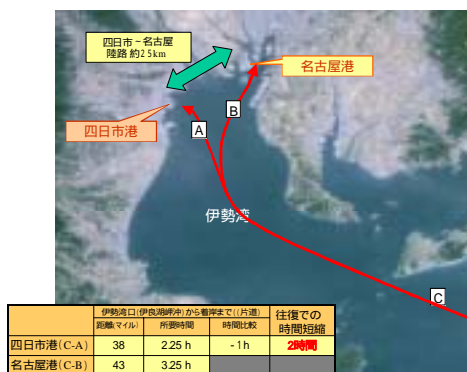 四日市~名古屋
陸路 約25km
名古屋港
B
四日市港
A
伊勢湾
C
伊勢湾口(伊良湖岬沖)から着岸まで((片道)
往復での
時間短縮
距離(マイル) 所要時間 時間比較
四日市港(C-A) 38 2.25 h -1h 2時間
名古屋港(C-B) 43 3.25 h